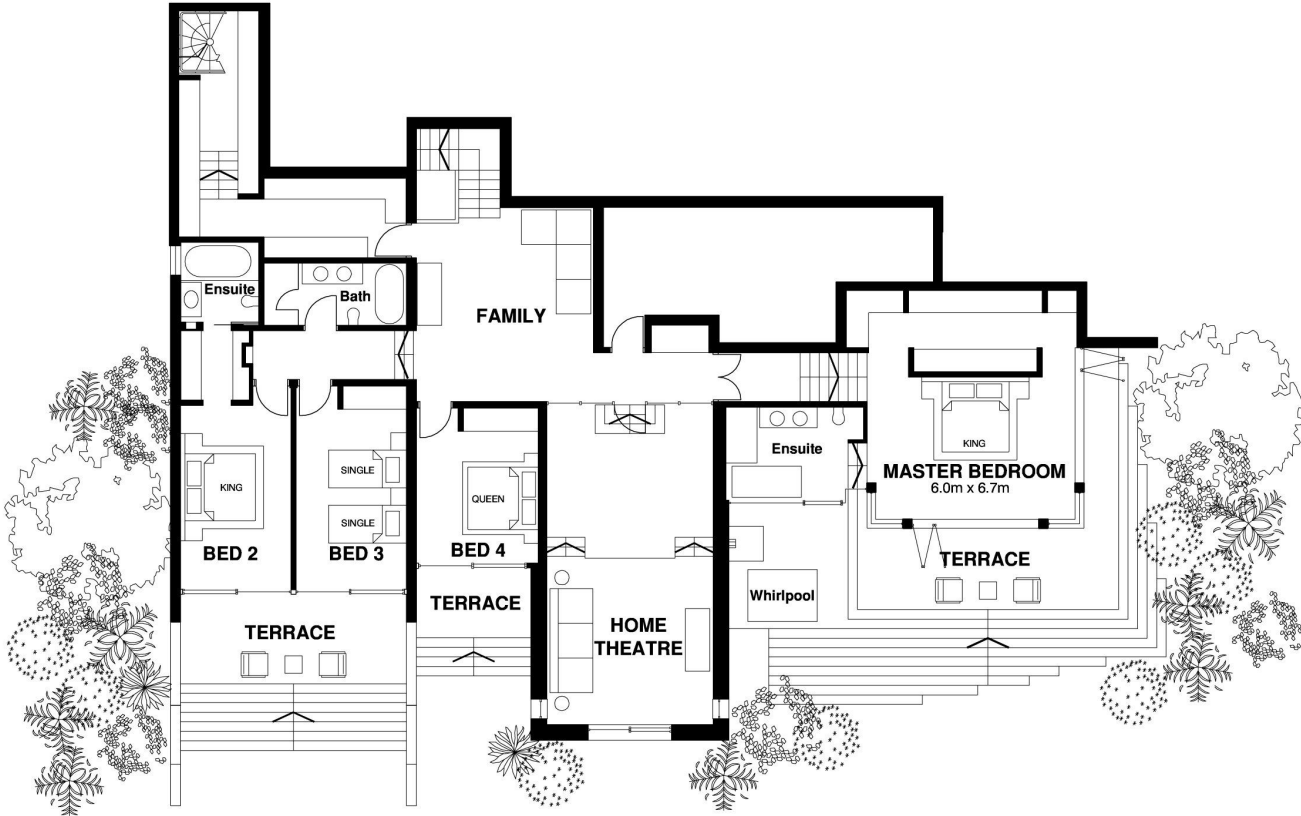 Ensuite
Bath
FAMILY
KING
BED 2
SINGLE
SINGLE
BED 3
QUEEN
BED 4
Ensuite
KING
MASTER BEDROOM
6.0m x 6.7m
TERRACE
TERRACE
TERRACE
HOME
THEATRE
Whirlpool